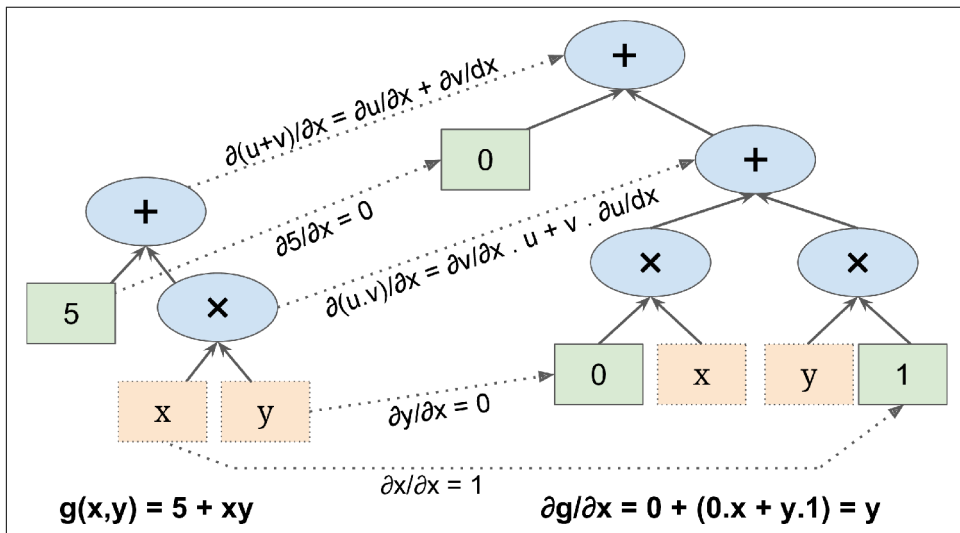 +
∂(u+v)/∂x = ∂u/∂x + ∂v/dx
0
+
+
∂5/∂x = 0
∂(u.v)/∂x = ∂v/∂x . u + v . ∂u/dx
×
×
5
×
0
x
y
1
x
y
∂y/∂x = 0
∂x/∂x = 1
g(x,y) = 5 + xy
∂g/∂x = 0 + (0.x + y.1) = y